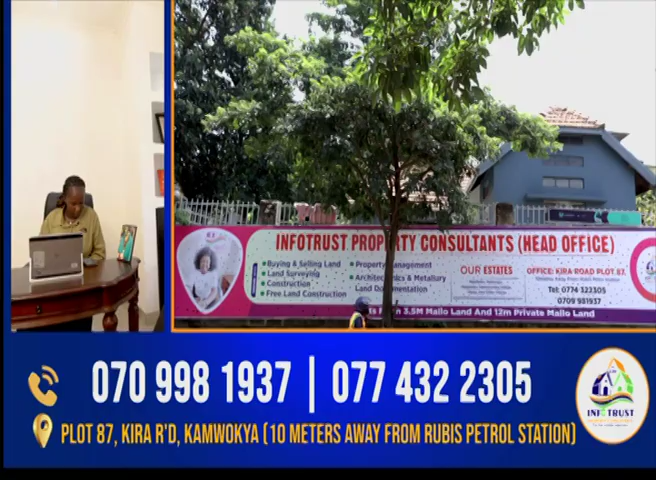 INFOTRUST PROPERTY CONSULTANTS (HEAD OFFICE)
Buying & Selling Land
Land Surveying
Construction
Free Land Construction
Property Management
Land Documentation
OUR ESTATES
OFFICE: KIRA ROAD PLOT 87,
Tel: 0774 322305
0709 981937
3.5M Mailo Land And 12m Private Mailo Land
070 998 1937 | 077 432 2305
PLOT 87, KIRA R'D, KAMWOKYA (10 METERS AWAY FROM RUBIS PETROL STATION)
INFOTRUST